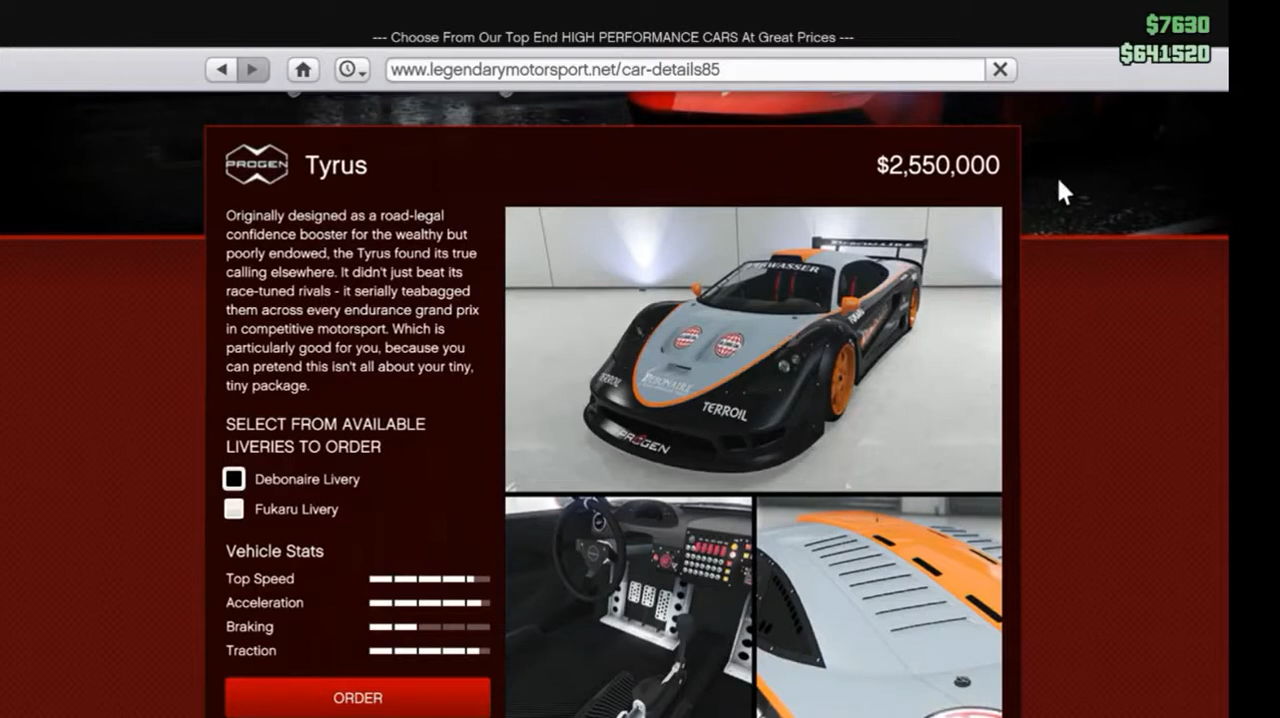 $7630
--- Choose From Our Top End HIGH PERFORMANCE CARS At Great Prices ---
$641520
www.legendarymotorsport.net/car-details85
PROGEN
Tyrus
$2,550,000
Originally designed as a road-legal
confidence booster for the wealthy but
poorly endowed, the Tyrus found its true
calling elsewhere. It didn't just beat its
race-tuned rivals - it serially teabagged
them across every endurance grand prix
in competitive motorsport. Which is
particularly good for you, because you
can pretend this isn't all about your tiny,
tiny package.
SELECT FROM AVAILABLE
LIVERIES TO ORDER
Debonaire Livery
Fukaru Livery
Vehicle Stats
Top Speed
Acceleration
Braking
Traction
ORDER
DEBONAIRE
TERROIL
PROGEN